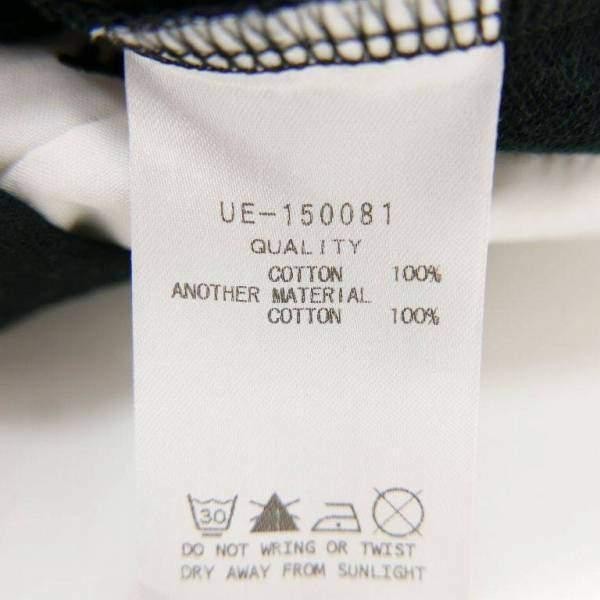 UE-150081
QUALITY
COTTON 100%
ANOTHER MATERIAL
COTTON 100%
30
DO NOT WRING OR TWIST
DRY AWAY FROM SUNLIGHT